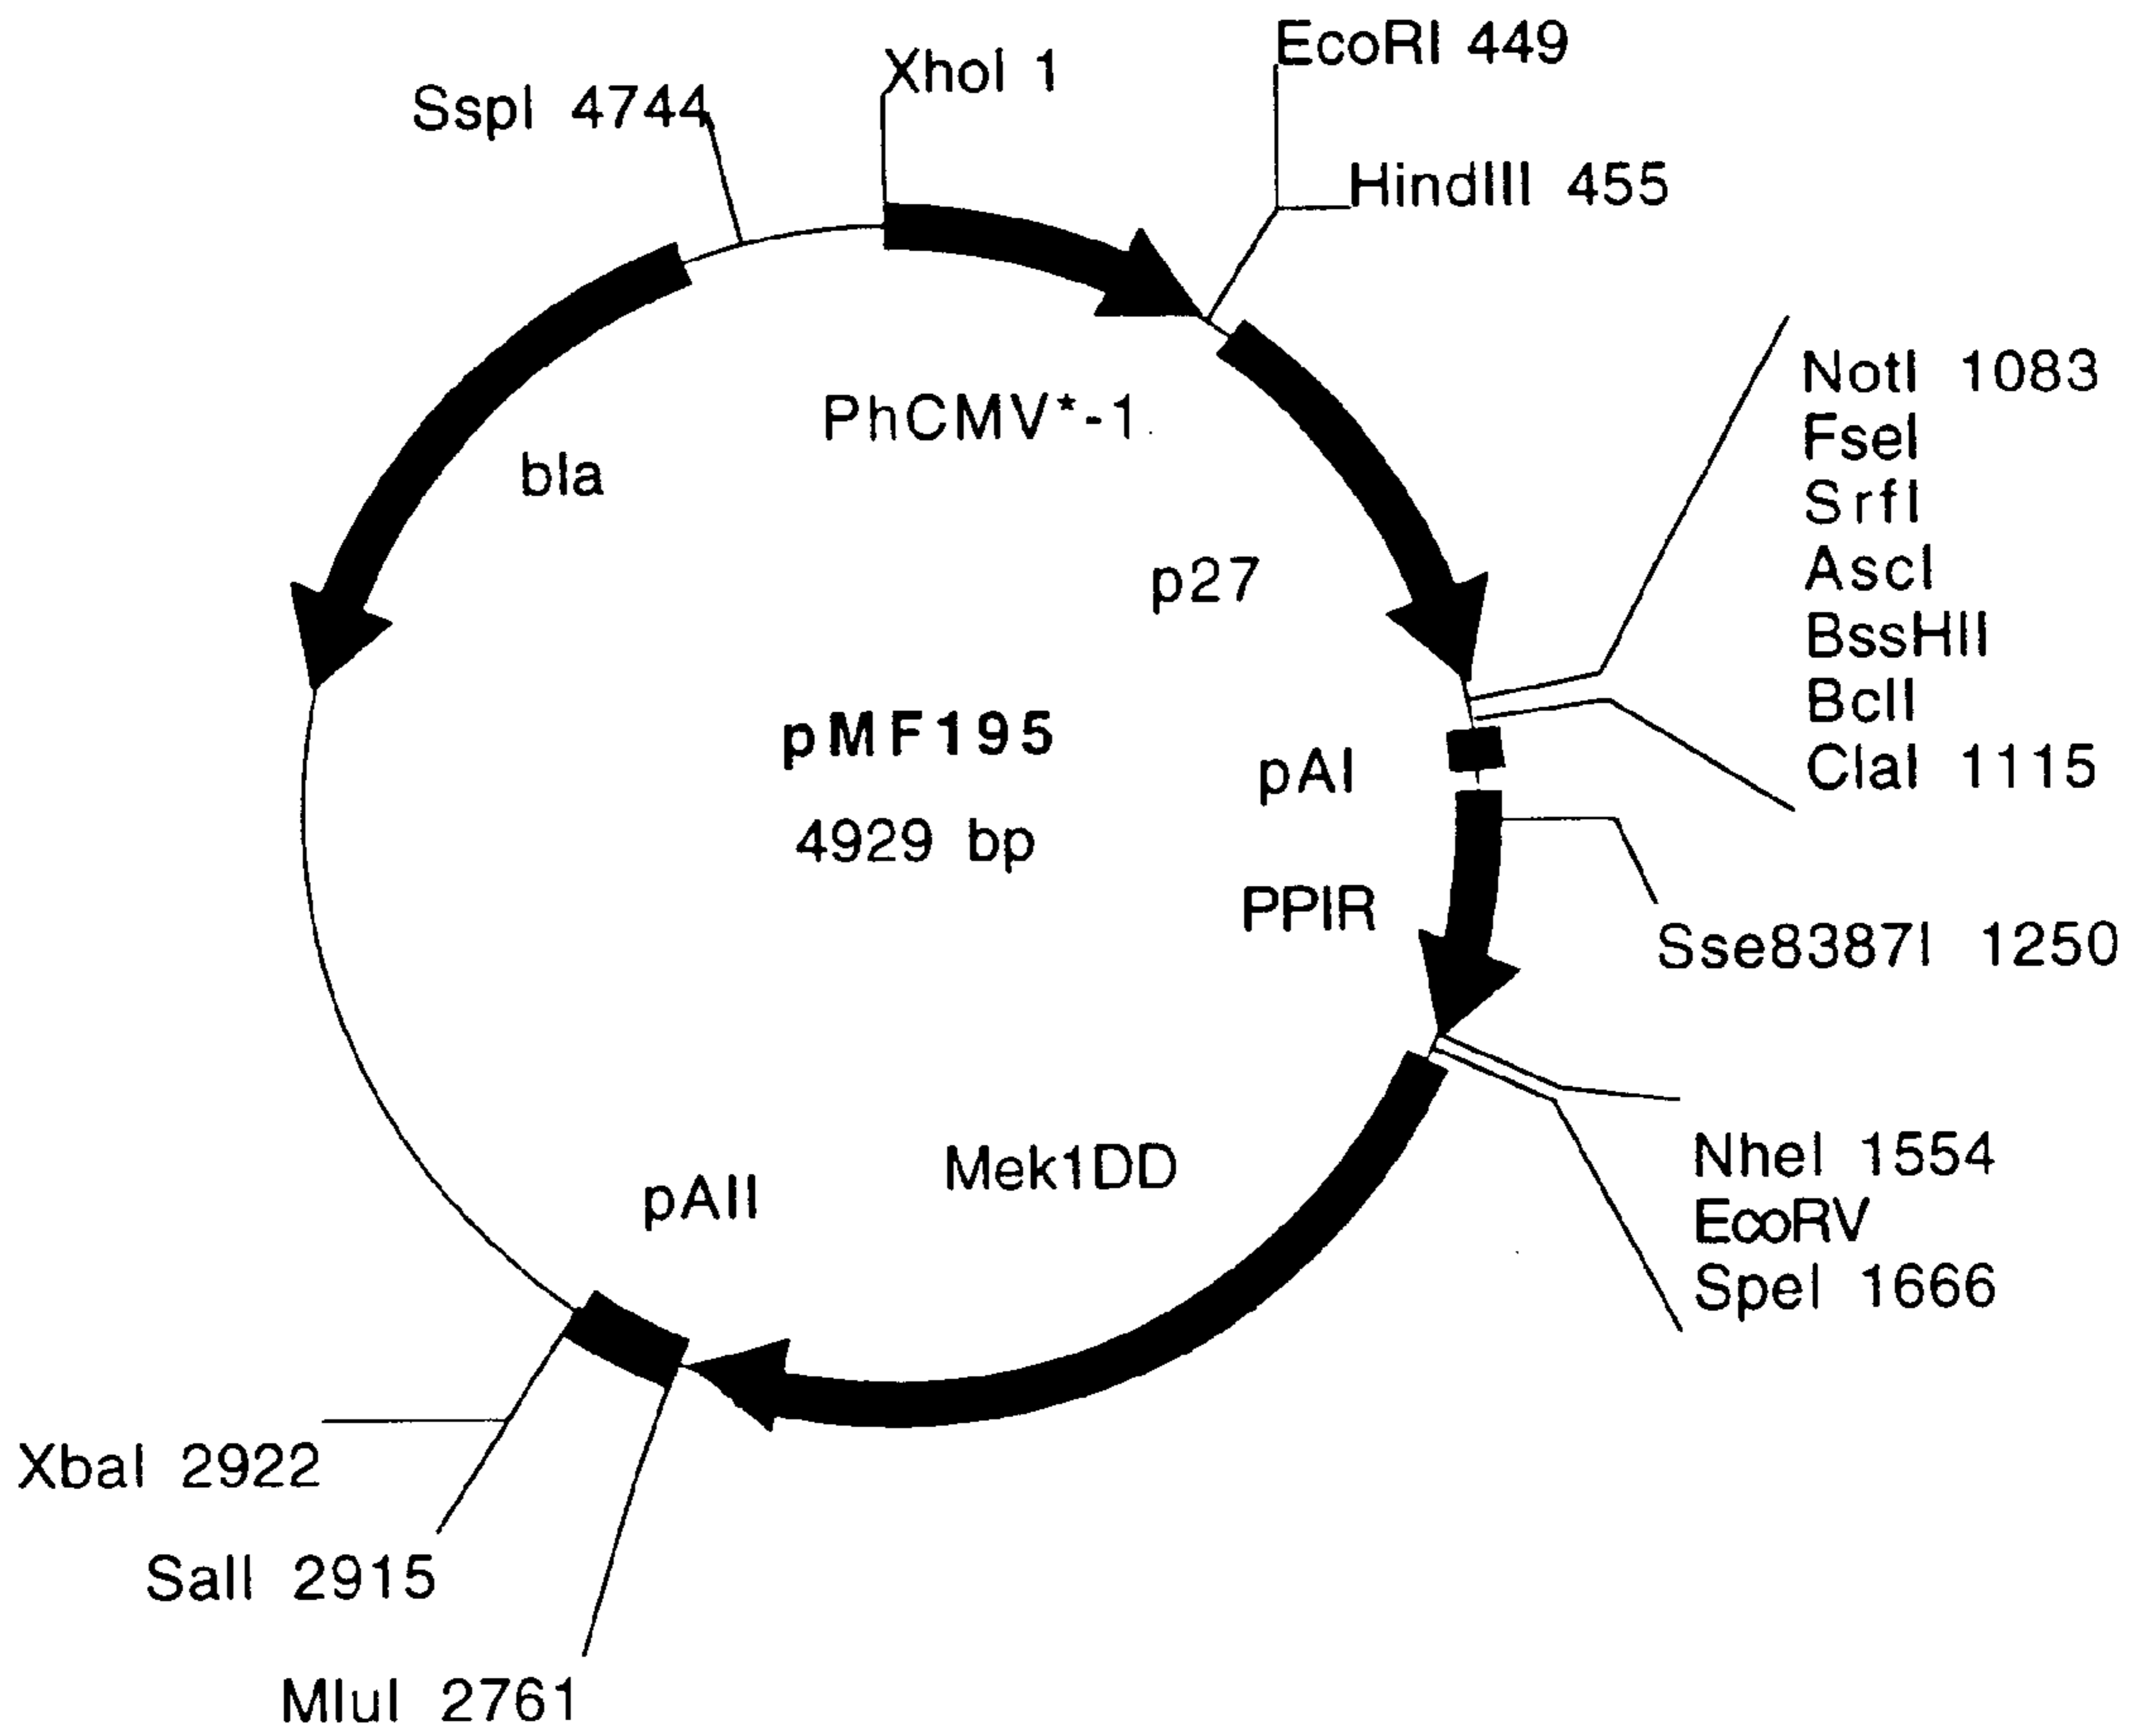 EcoRI 449
XhoI 1
SspI 4744
HindIII 455
NotI 1083
FseI
SrfI
AscI
BssHII
BclI
ClaI 1115
PhCMV*-1
bla
p27
pMF195
4929 bp
pAI
PPIR
Sse8387I 1250
Mek1DD
pAII
NheI 1554
EcoRV
SpeI 1666
XbaI 2922
SalI 2915
MluI 2761